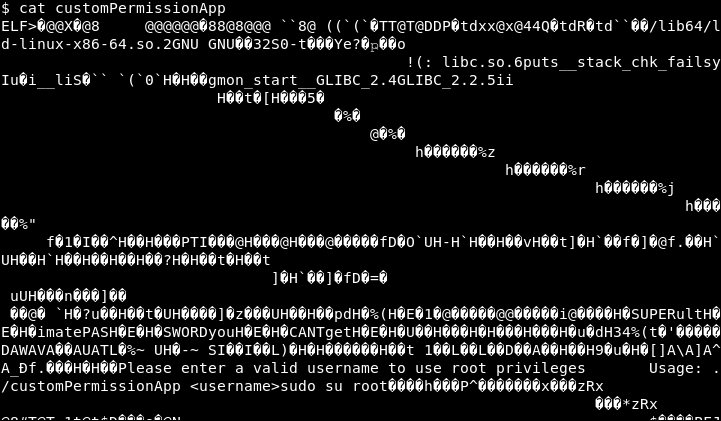 $ cat customPermissionApp
ELF>�@@X�@8     @@@@@@�88@8@@@ ``8@ ((`(`�TT@T@DDP�tdxx@x@44Q�tdR�td``��/lib64/l
d-linux-x86-64.so.2GNU GNU��32S0-t���Ye?�p��o
!(: libc.so.6puts__stack_chk_failsy
Iu�i__liS�`` `(`0`H�H��gmon_start__GLIBC_2.4GLIBC_2.2.5ii
H��t�[H���5�
�%�
@�%�
h������%z
h������%r
h������%j
h���
��%"
f�1�I��^H��H���PTI���@H���@H���@�����fD�O`UH-H`H��H��vH��t]�H`��f�]�@f.��H`
UH��H`H��H��H��H��?H�H��t�H��t
]�H`��]�fD�=�
uUH���n���]��
��@� `H�?u��H��t�UH����]�z���UH��H��pdH�%(H�E�1�@�����@@�����i@����H�SUPERultH�
E�H�imatePASH�E�H�SWORDyouH�E�H�CANTgetH�E�H�U��H���H�H���H���H�u�dH34%(t�'�����
DAWAVA��AUATL�%~ UH�-~ SI��I��L)�H�H������H��t 1��L��L��D��A��H��H9�u�H�[]A\A]A^
A_Ðf.���H�H��Please enter a valid username to use root privileges       Usage: .
/customPermissionApp <username>sudo su root����h���P^�������x���zRx
���*zRx